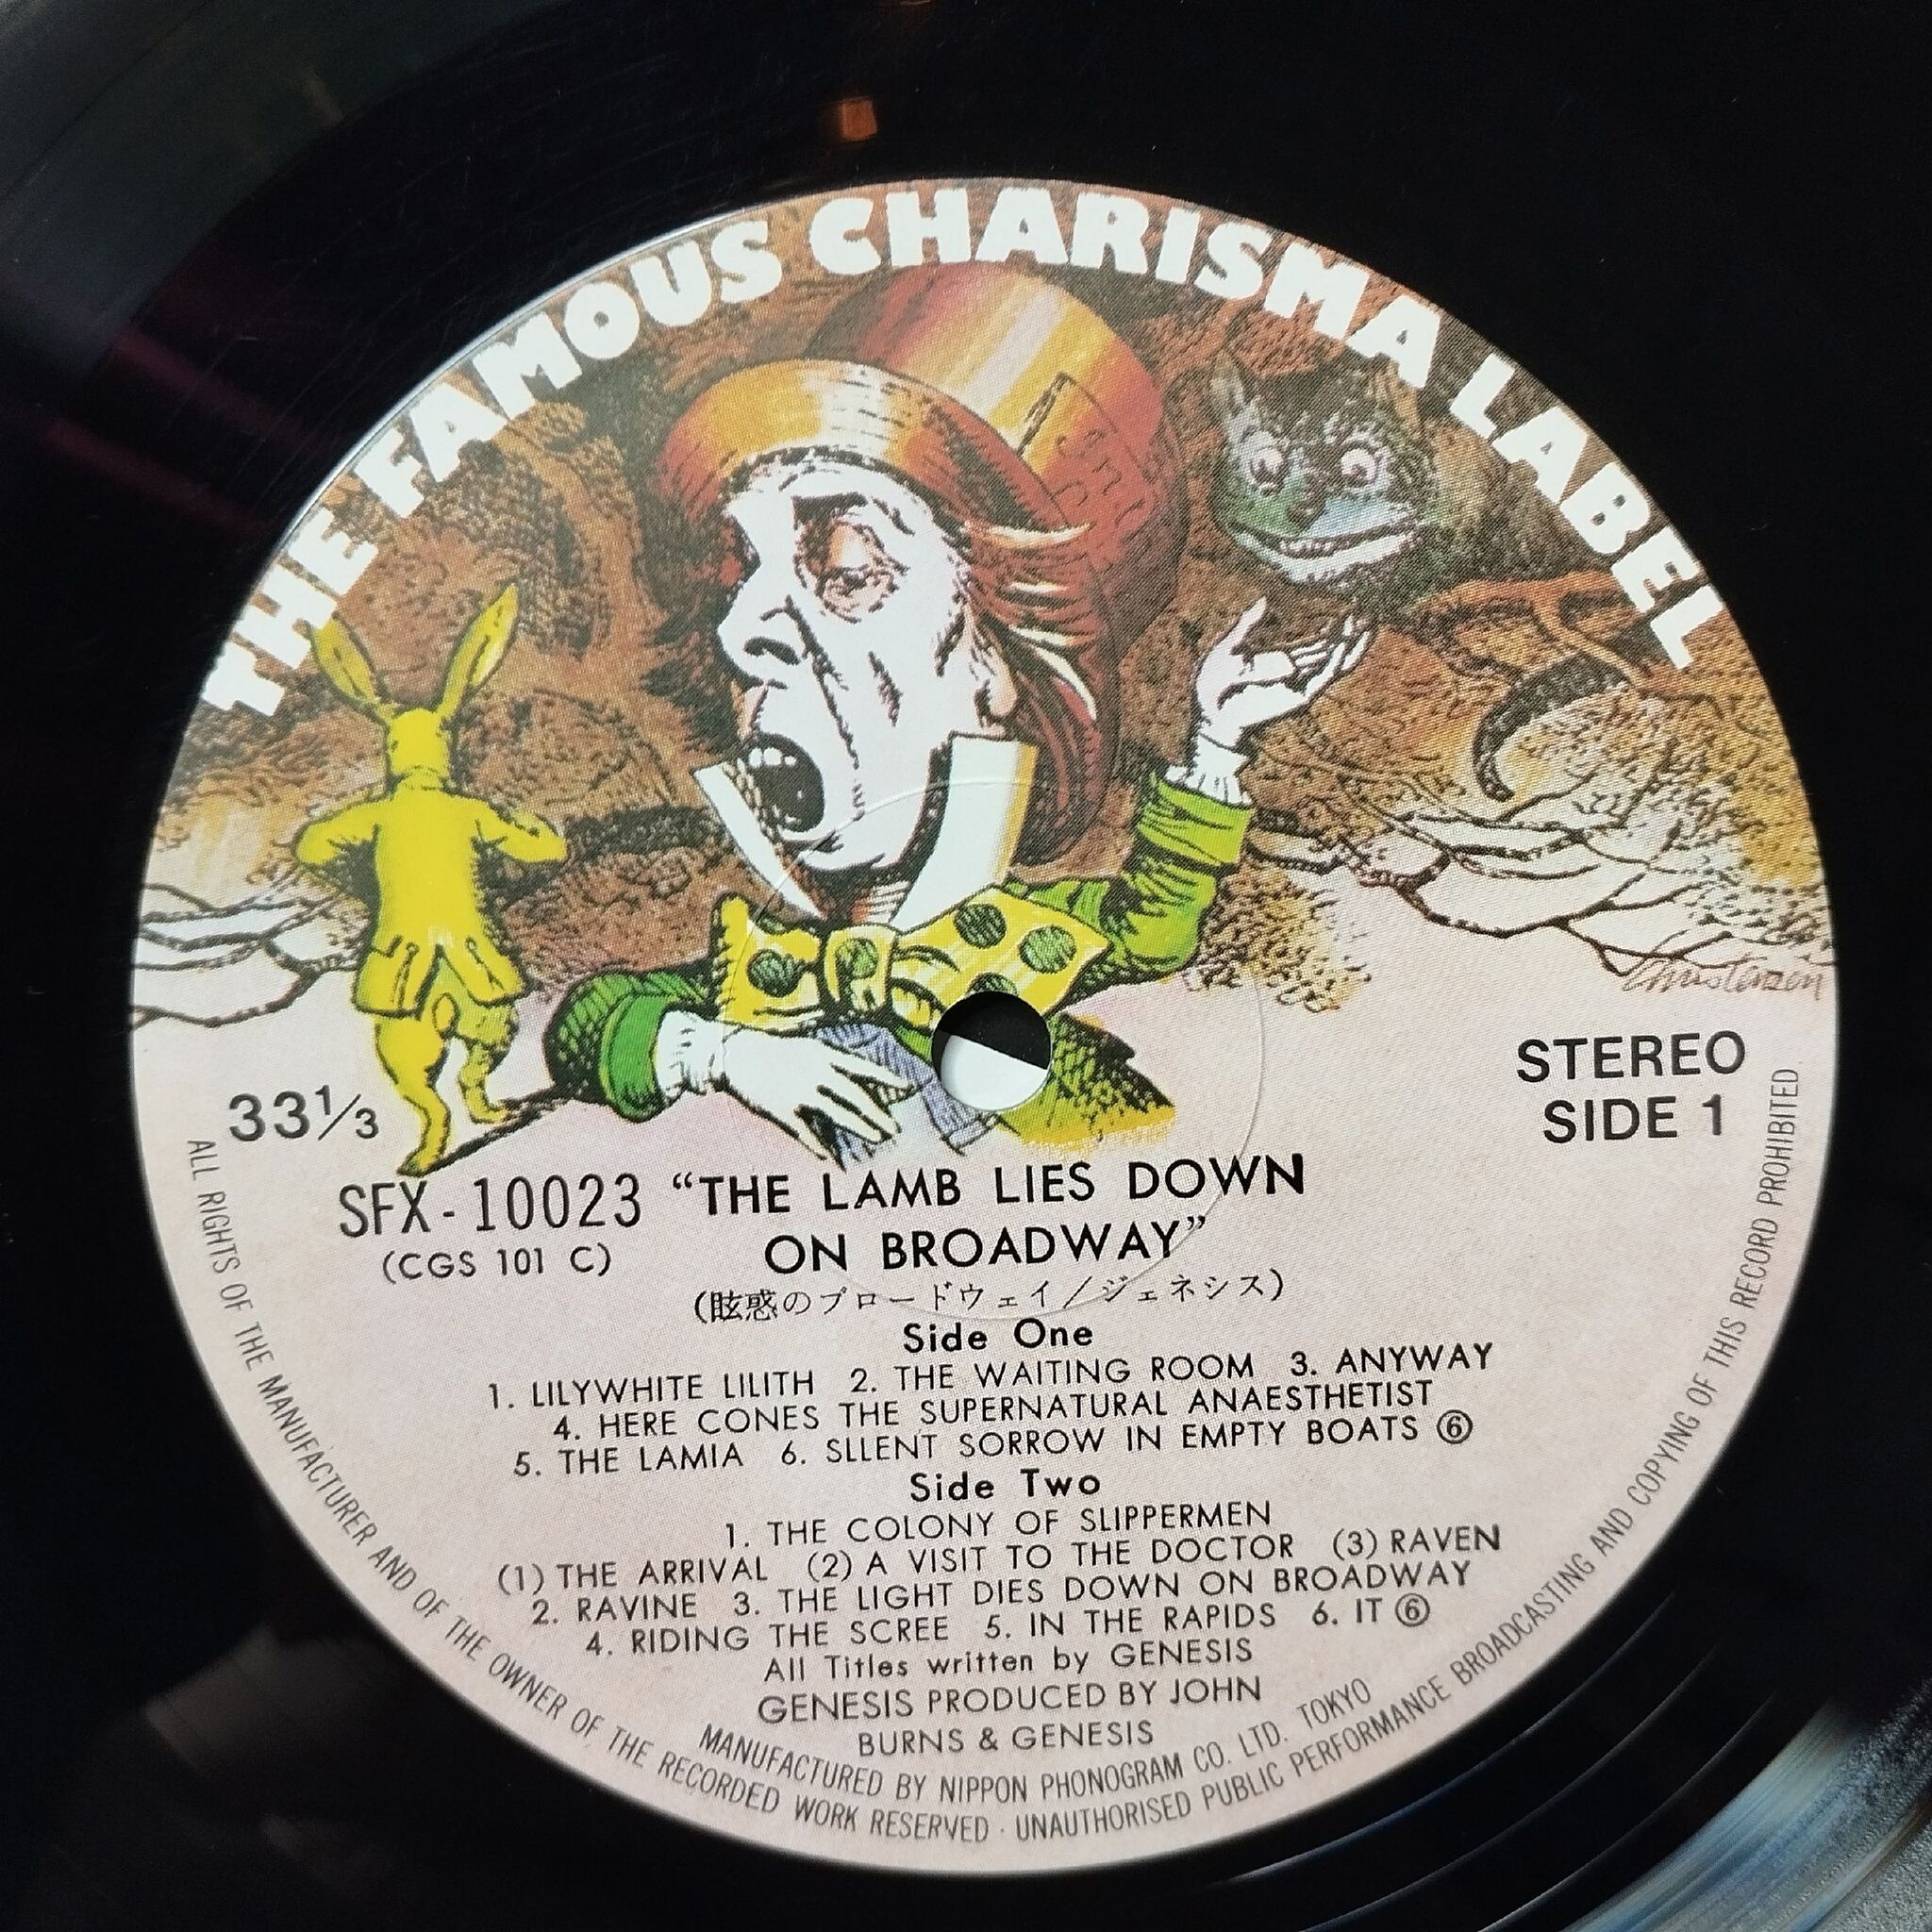 THE FAMOUS CHARISMA LABEL
Christensen
33⅓
STEREO
SIDE 1
SFX-10023
(CGS 101 C)
“THE LAMB LIES DOWN
ON BROADWAY”
(眩惑のブロードウェイ／ジェネシス)
Side One
1. LILYWHITE LILITH 2. THE WAITING ROOM 3. ANYWAY
4. HERE CONES THE SUPERNATURAL ANAESTHETIST
5. THE LAMIA 6. SLLENT SORROW IN EMPTY BOATS ⑥
Side Two
1. THE COLONY OF SLIPPERMEN
(1) THE ARRIVAL (2) A VISIT TO THE DOCTOR (3) RAVEN
2. RAVINE 3. THE LIGHT DIES DOWN ON BROADWAY
4. RIDING THE SCREE 5. IN THE RAPIDS 6. IT ⑥
All Titles written by GENESIS
GENESIS PRODUCED BY JOHN
BURNS & GENESIS
MANUFACTURED BY NIPPON PHONOGRAM CO. LTD. TOKYO
ALL RIGHTS OF THE MANUFACTURER AND OF THE OWNER OF THE RECORDED WORK RESERVED · UNAUTHORISED PUBLIC PERFORMANCE BROADCASTING AND COPYING OF THIS RECORD PROHIBITED